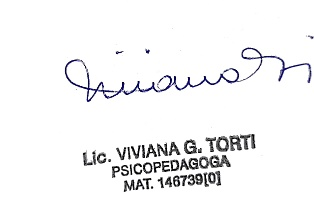 Lic. VIVIANA G. TORTI
PSICOPEDAGOGA
MAT. 146739[0]